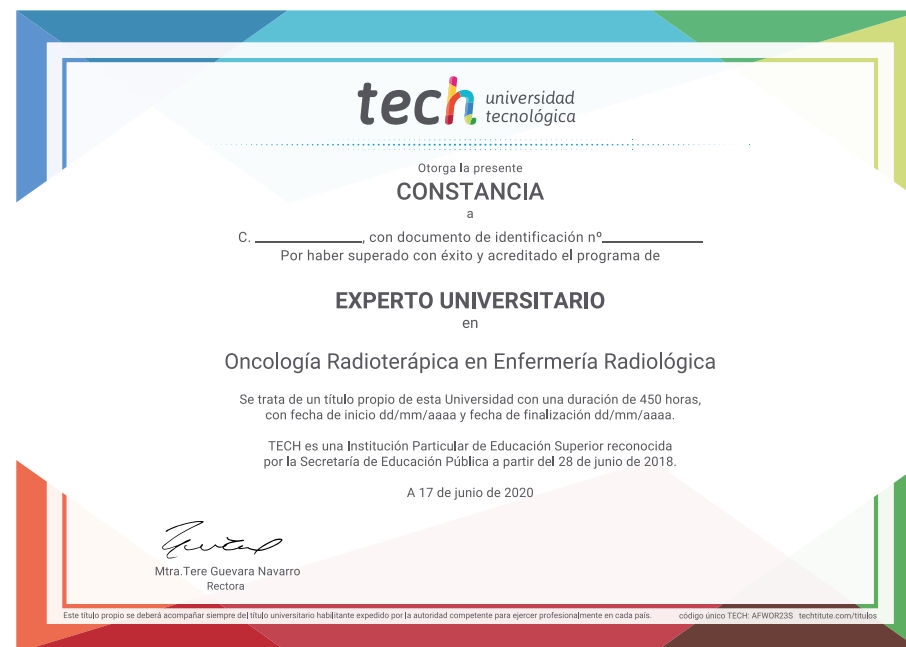 tech universidad
tecnológica
Otorga la presente
CONSTANCIA
a
C. ____________, con documento de identificación nº____________
Por haber superado con éxito y acreditado el programa de
EXPERTO UNIVERSITARIO
en
Oncología Radioterápica en Enfermería Radiológica
Se trata de un título propio de esta Universidad con una duración de 450 horas,
con fecha de inicio dd/mm/aaaa y fecha de finalización dd/mm/aaaa.
TECH es una Institución Particular de Educación Superior reconocida
por la Secretaría de Educación Pública a partir del 28 de junio de 2018.
A 17 de junio de 2020
Mtra.Tere Guevara Navarro
Rectora
Este título propio se deberá acompañar siempre del título universitario habilitante expedido por la autoridad competente para ejercer profesionalmente en cada país. código único TECH: AFWOR23S techtitute.com/titulos